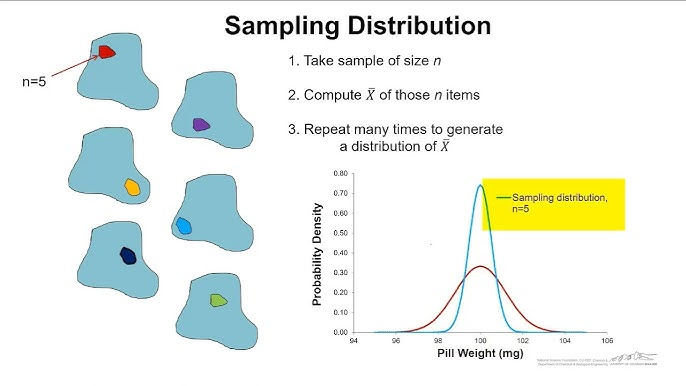 Sampling Distribution
1. Take sample of size n
n=5
2. Compute X̄ of those n items
3. Repeat many times to generate
a distribution of X̄
0.80
0.70
0.60
0.50
0.40
0.30
0.20
0.10
0.00
Probability Density
Sampling distribution,
n=5
94 96 98 100 102 104 106
Pill Weight (mg)